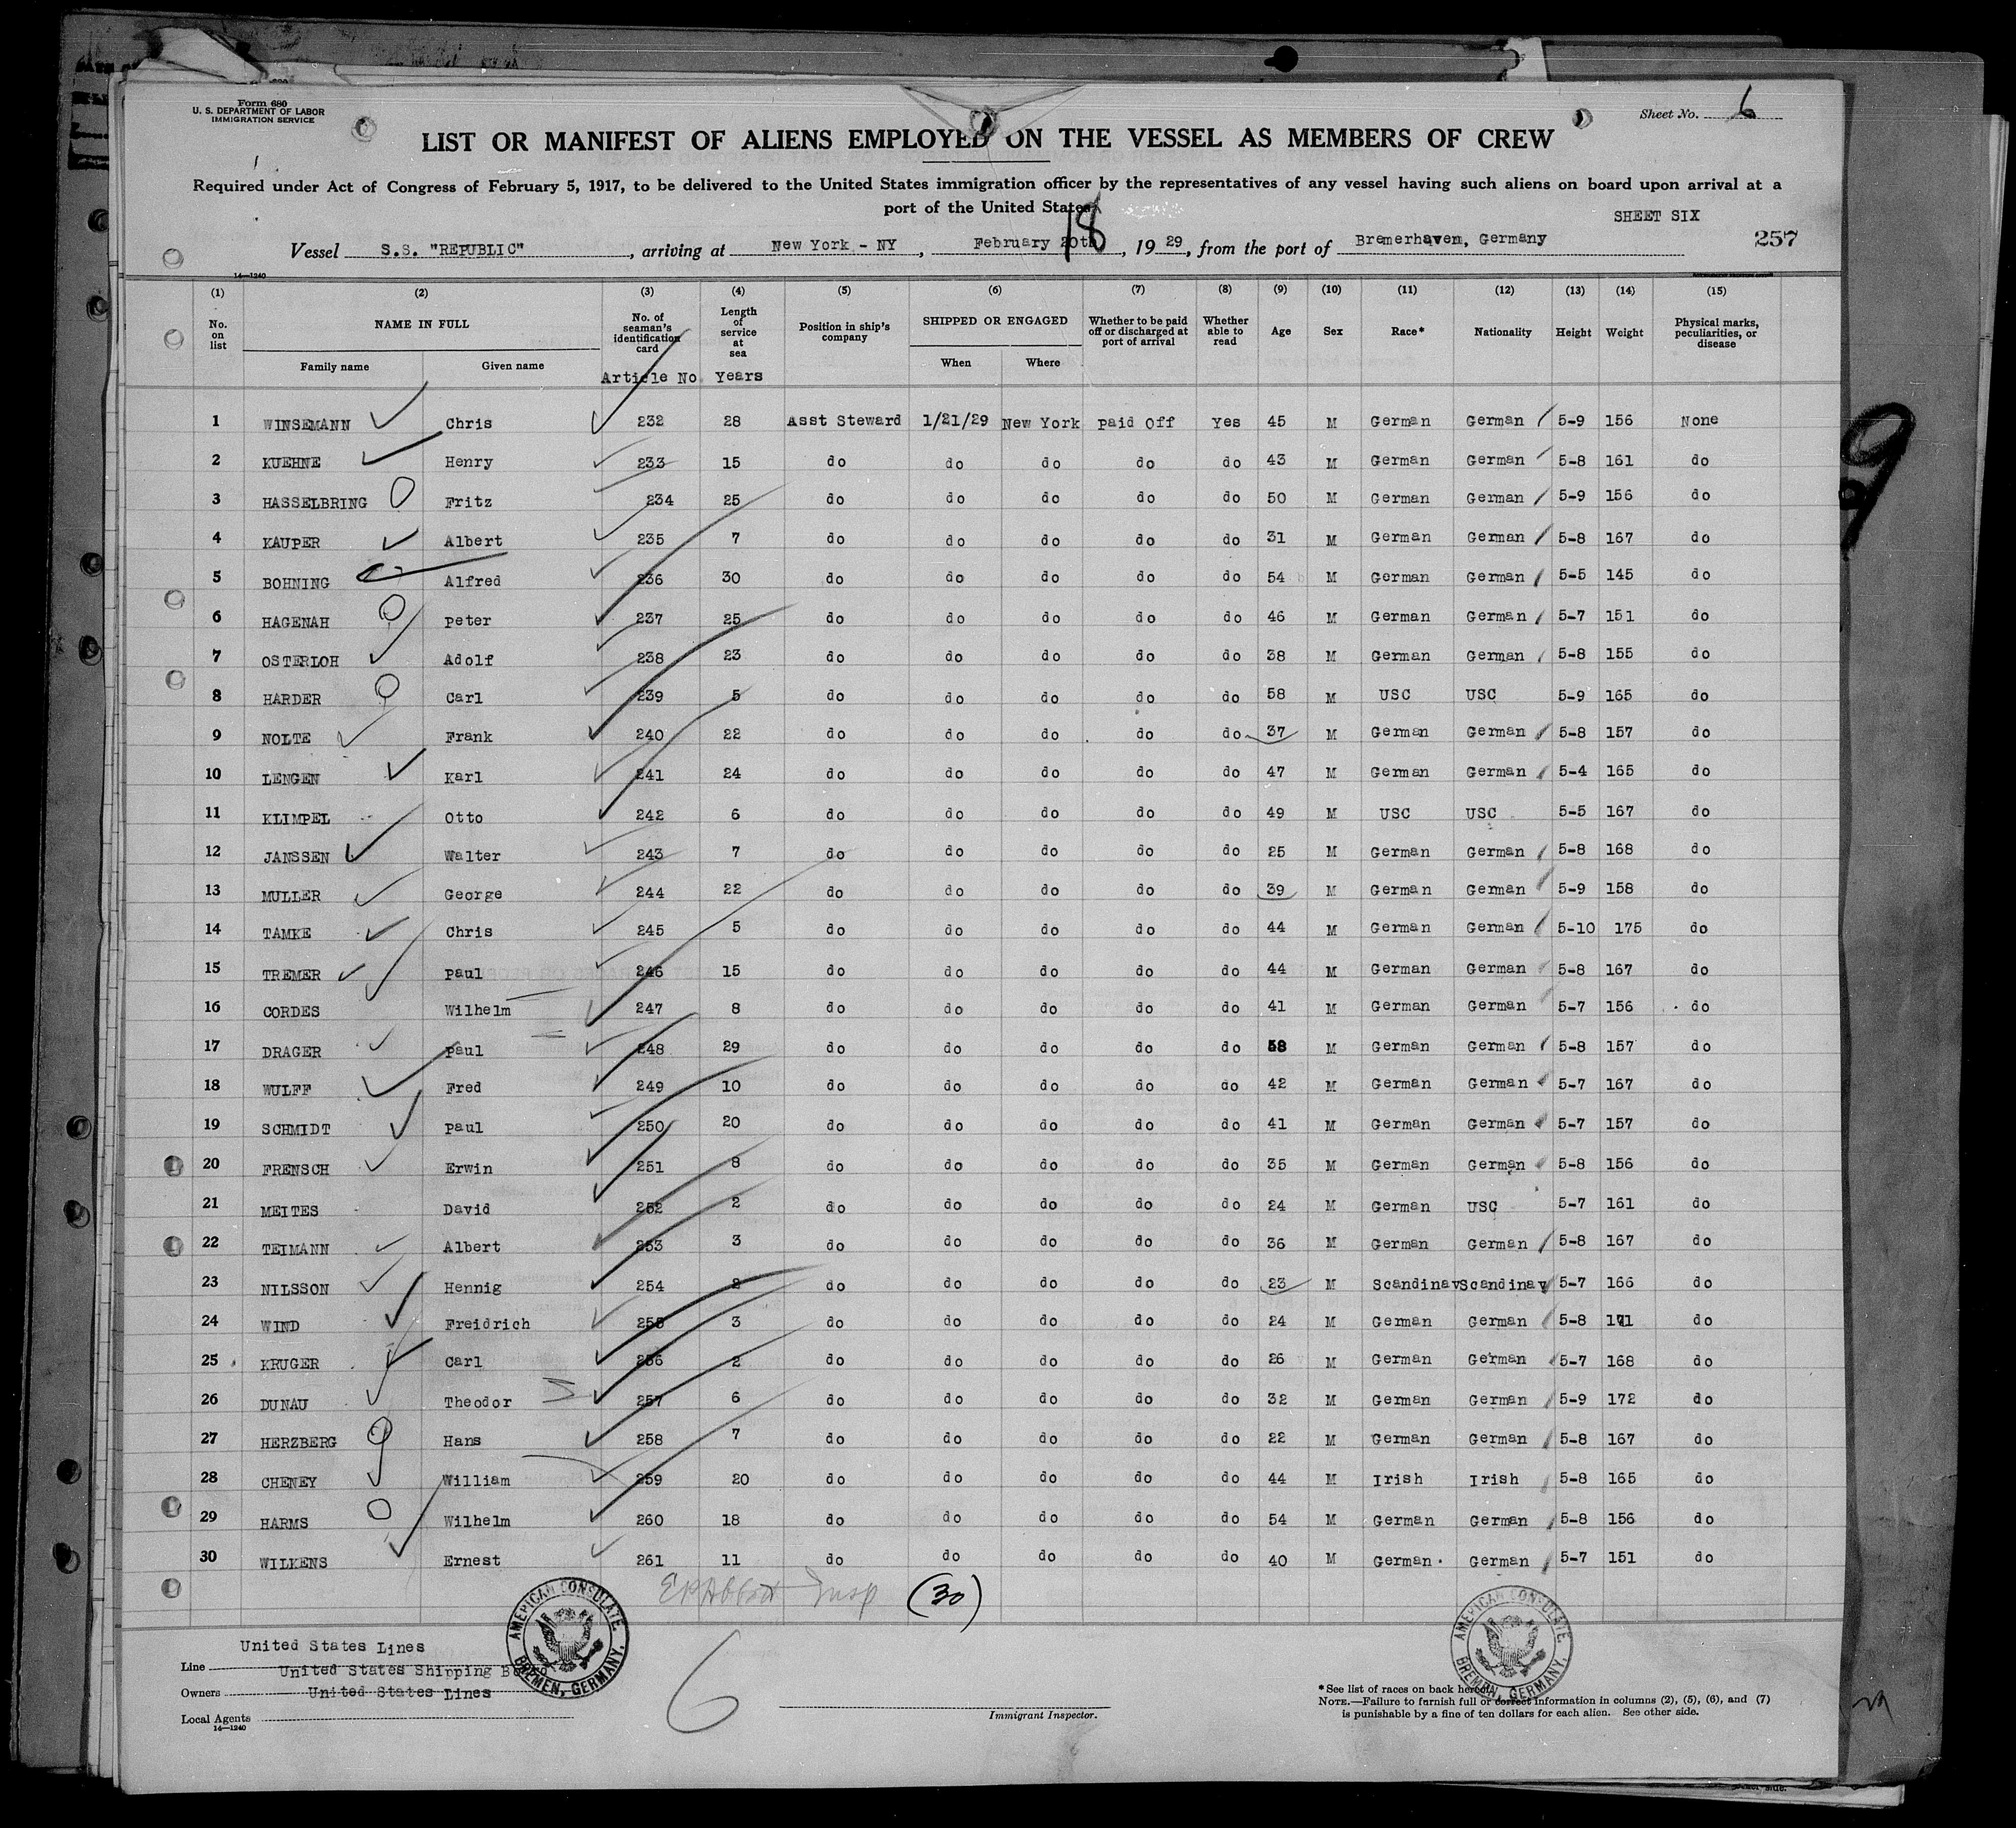 Form 680
U. S. DEPARTMENT OF LABOR
IMMIGRATION SERVICE
Sheet No. 6
LIST OR MANIFEST OF ALIENS EMPLOYED ON THE VESSEL AS MEMBERS OF CREW
Required under Act of Congress of February 5, 1917, to be delivered to the United States immigration officer by the representatives of any vessel having such aliens on board upon arrival at a
port of the United States
SHEET SIX
18
Vessel S.S. "REPUBLIC", arriving at New York - NY, February 20th, 1929, from the port of Bremerhaven, Germany
257
14—1240
(1) (2) (3) (4) (5) (6) (7) (8) (9) (10) (11) (12) (13) (14) (15)
No. on list NAME IN FULL No. of seaman's identification card Length of service at sea Position in ship's company SHIPPED OR ENGAGED Whether to be paid off or discharged at port of arrival Whether able to read Age Sex Race* Nationality Height Weight Physical marks, peculiarities, or disease
Family name Given name When Where
Article No. Years
1 WINSEMANN Chris 232 28 Asst Steward 1/21/29 New York Paid Off Yes 45 M German German 5-9 156 None
2 KUEHNE Henry 233 15 do do do do do 43 M German German 5-8 161 do
3 HASSELBRING Fritz 234 25 do do do do do 50 M German German 5-9 156 do
4 KAUPER Albert 235 7 do do do do do 31 M German German 5-8 167 do
5 BOHNING Alfred 236 30 do do do do do 54 M German German 5-5 145 do
6 HAGENAH Peter 237 25 do do do do do 46 M German German 5-7 151 do
7 OSTERLOH Adolf 238 23 do do do do do 38 M German German 5-8 155 do
8 HARDER Carl 239 5 do do do do do 58 M USC USC 5-9 165 do
9 NOLTE Frank 240 22 do do do do do 37 M German German 5-8 157 do
10 LENGEN Karl 241 24 do do do do do 47 M German German 5-4 165 do
11 KLIMPEL Otto 242 6 do do do do do 49 M USC USC 5-5 167 do
12 JANSSEN Walter 243 7 do do do do do 25 M German German 5-8 168 do
13 MULLER George 244 22 do do do do do 39 M German German 5-9 158 do
14 TAMKE Chris 245 5 do do do do do 44 M German German 5-10 175 do
15 TREMER Paul 246 15 do do do do do 44 M German German 5-8 167 do
16 CORDES Wilhelm 247 8 do do do do do 41 M German German 5-7 156 do
17 DRAGER Paul 248 29 do do do do do 58 M German German 5-8 157 do
18 WULFF Fred 249 10 do do do do do 42 M German German 5-7 167 do
19 SCHMIDT Paul 250 20 do do do do do 41 M German German 5-7 157 do
20 FRENSCH Erwin 251 8 do do do do do 35 M German German 5-8 156 do
21 MEITES David 252 2 do do do do do 24 M German USC 5-7 161 do
22 TEIMANN Albert 253 3 do do do do do 36 M German German 5-8 167 do
23 NILSSON Hennig 254 2 do do do do do 23 M Scandinav Scandinav 5-7 166 do
24 WIND Freidrich 255 3 do do do do do 24 M German German 5-8 171 do
25 KRUGER Carl 256 2 do do do do do 26 M German German 5-7 168 do
26 DUNAU Theodor 257 6 do do do do do 32 M German German 5-9 172 do
27 HERZBERG Hans 258 7 do do do do do 22 M German German 5-8 167 do
28 CHENEY William 259 20 do do do do do 44 M Irish Irish 5-8 165 do
29 HARMS Wilhelm 260 18 do do do do do 54 M German German 5-8 156 do
30 WILKENS Ernest 261 11 do do do do do 40 M German German 5-7 151 do
Insp (30)
AMERICAN CONSULATE. BREMEN, GERMANY.
AMERICAN CONSULATE. BREMEN, GERMANY.
United States Lines
Line United States Shipping Board
Owners United States Lines
Local Agents
14—1240
6
Immigrant Inspector.
*See list of races on back hereof.
NOTE.—Failure to furnish full or correct information in columns (2), (5), (6), and (7)
is punishable by a fine of ten dollars for each alien. See other side.
9